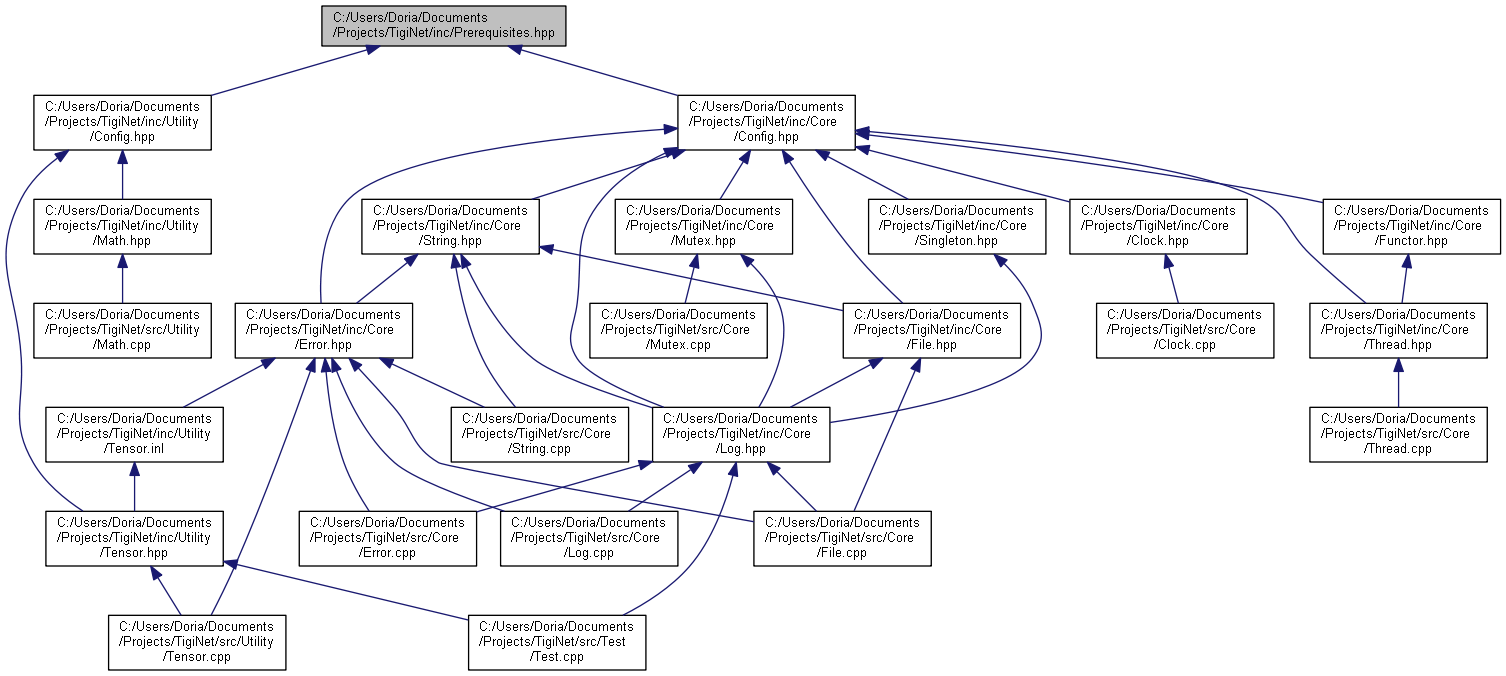 C:/Users/Doria/Documents
/Projects/TigiNet/inc/Prerequisites.hpp
C:/Users/Doria/Documents
/Projects/TigiNet/inc/Utility
/Config.hpp
C:/Users/Doria/Documents
/Projects/TigiNet/inc/Core
/Config.hpp
C:/Users/Doria/Documents
/Projects/TigiNet/inc/Utility
/Math.hpp
C:/Users/Doria/Documents
/Projects/TigiNet/inc/Core
/String.hpp
C:/Users/Doria/Documents
/Projects/TigiNet/inc/Core
/Mutex.hpp
C:/Users/Doria/Documents
/Projects/TigiNet/inc/Core
/Singleton.hpp
C:/Users/Doria/Documents
/Projects/TigiNet/inc/Core
/Clock.hpp
C:/Users/Doria/Documents
/Projects/TigiNet/inc/Core
/Functor.hpp
C:/Users/Doria/Documents
/Projects/TigiNet/src/Utility
/Math.cpp
C:/Users/Doria/Documents
/Projects/TigiNet/inc/Core
/Error.hpp
C:/Users/Doria/Documents
/Projects/TigiNet/src/Core
/Mutex.cpp
C:/Users/Doria/Documents
/Projects/TigiNet/inc/Core
/File.hpp
C:/Users/Doria/Documents
/Projects/TigiNet/src/Core
/Clock.cpp
C:/Users/Doria/Documents
/Projects/TigiNet/inc/Core
/Thread.hpp
C:/Users/Doria/Documents
/Projects/TigiNet/inc/Utility
/Tensor.inl
C:/Users/Doria/Documents
/Projects/TigiNet/src/Core
/String.cpp
C:/Users/Doria/Documents
/Projects/TigiNet/inc/Core
/Log.hpp
C:/Users/Doria/Documents
/Projects/TigiNet/src/Core
/Thread.cpp
C:/Users/Doria/Documents
/Projects/TigiNet/inc/Utility
/Tensor.hpp
C:/Users/Doria/Documents
/Projects/TigiNet/src/Core
/Error.cpp
C:/Users/Doria/Documents
/Projects/TigiNet/src/Core
/Log.cpp
C:/Users/Doria/Documents
/Projects/TigiNet/src/Core
/File.cpp
C:/Users/Doria/Documents
/Projects/TigiNet/src/Utility
/Tensor.cpp
C:/Users/Doria/Documents
/Projects/TigiNet/src/Test
/Test.cpp